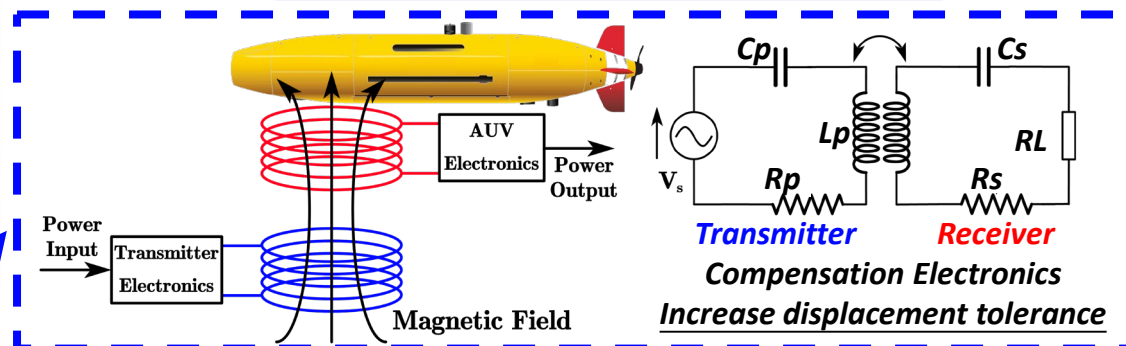 AUV
Electronics
Power
Output
Power
Input
Transmitter
Electronics
Magnetic Field
Cp
Cs
Lp
RL
Vs
Rp
Rs
Transmitter
Receiver
Compensation Electronics
Increase displacement tolerance